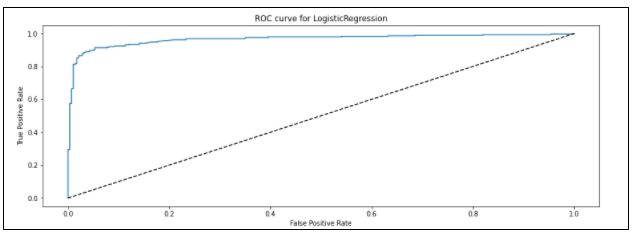 ROC curve for LogisticRegression
1.0
0.8
0.6
0.4
0.2
0.0
True Positive Rate
0.0 0.2 0.4 0.6 0.8 1.0
False Positive Rate